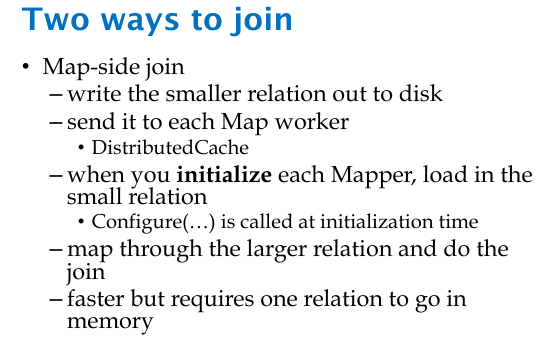 Two ways to join
• Map-side join
– write the smaller relation out to disk
– send it to each Map worker
• DistributedCache
– when you initialize each Mapper, load in the
small relation
• Configure(…) is called at initialization time
– map through the larger relation and do the
join
– faster but requires one relation to go in
memory